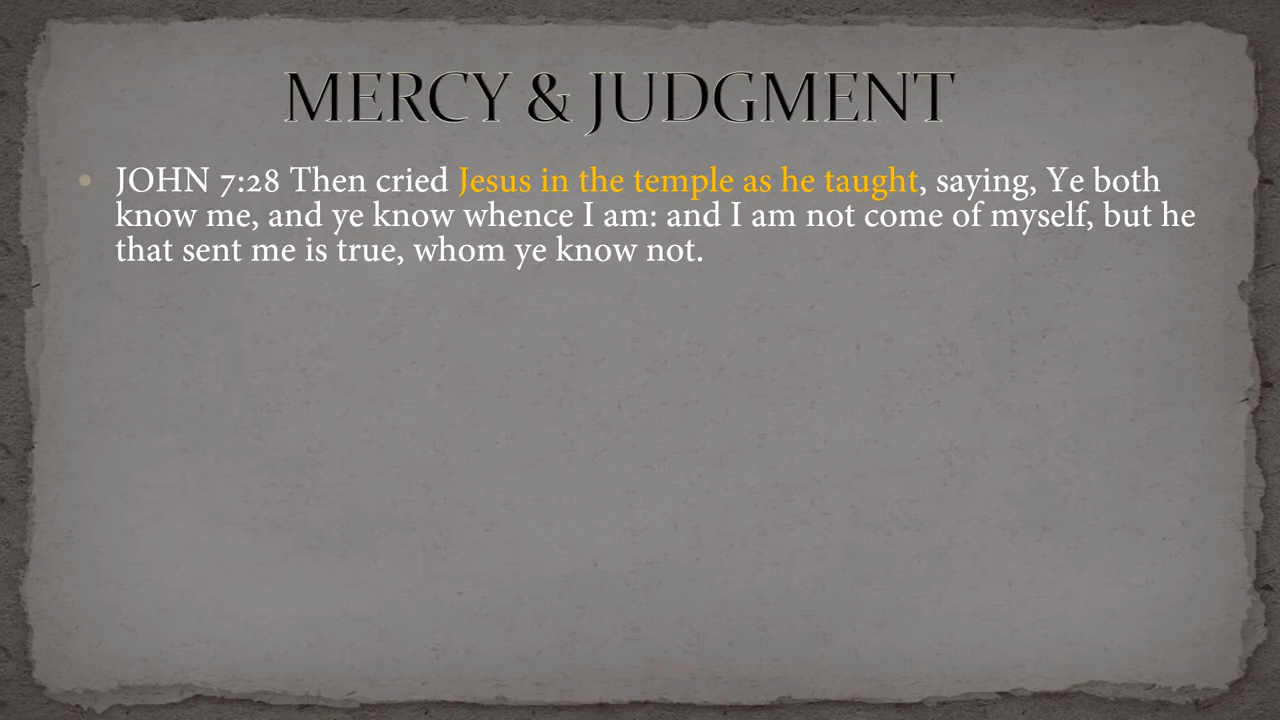 MERCY & JUDGMENT
• JOHN 7:28 Then cried Jesus in the temple as he taught, saying, Ye both
know me, and ye know whence I am: and I am not come of myself, but he
that sent me is true, whom ye know not.